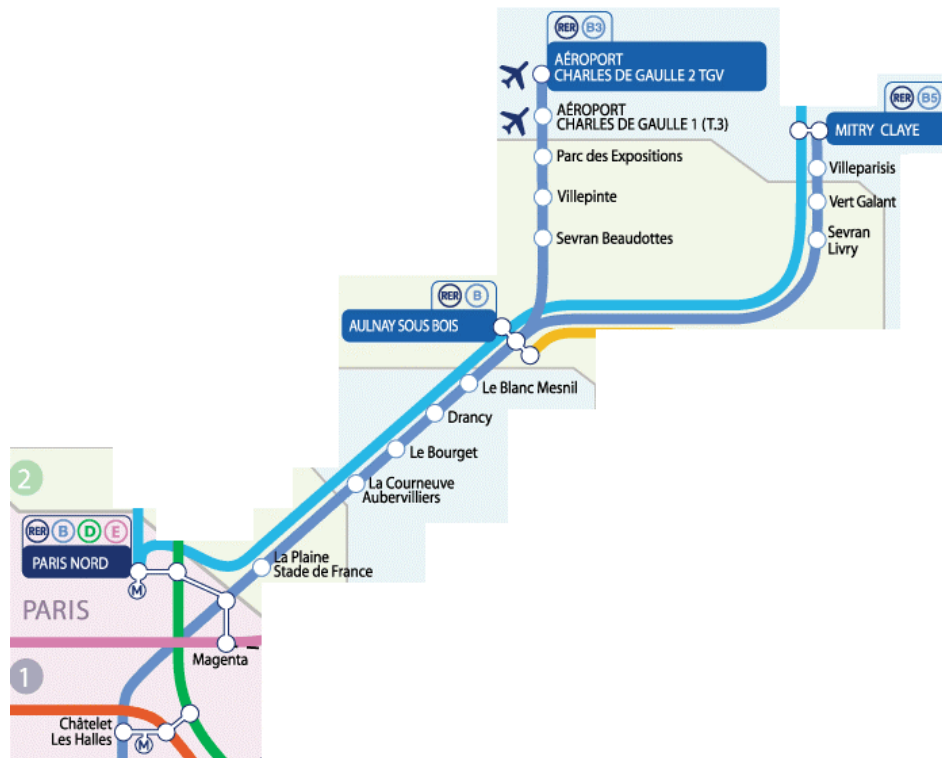 RER B3
AÉROPORT
CHARLES DE GAULLE 2 TGV
RER B5
AÉROPORT
CHARLES DE GAULLE 1 (T.3)
MITRY CLAYE
Parc des Expositions
Villeparisis
Villepinte
Vert Galant
Sevran Beaudottes
Sevran
Livry
RER B
AULNAY SOUS BOIS
Le Blanc Mesnil
Drancy
Le Bourget
2
La Courneuve
Aubervilliers
RER B D E
PARIS NORD
La Plaine
Stade de France
M
PARIS
Magenta
1
Châtelet
Les Halles
M